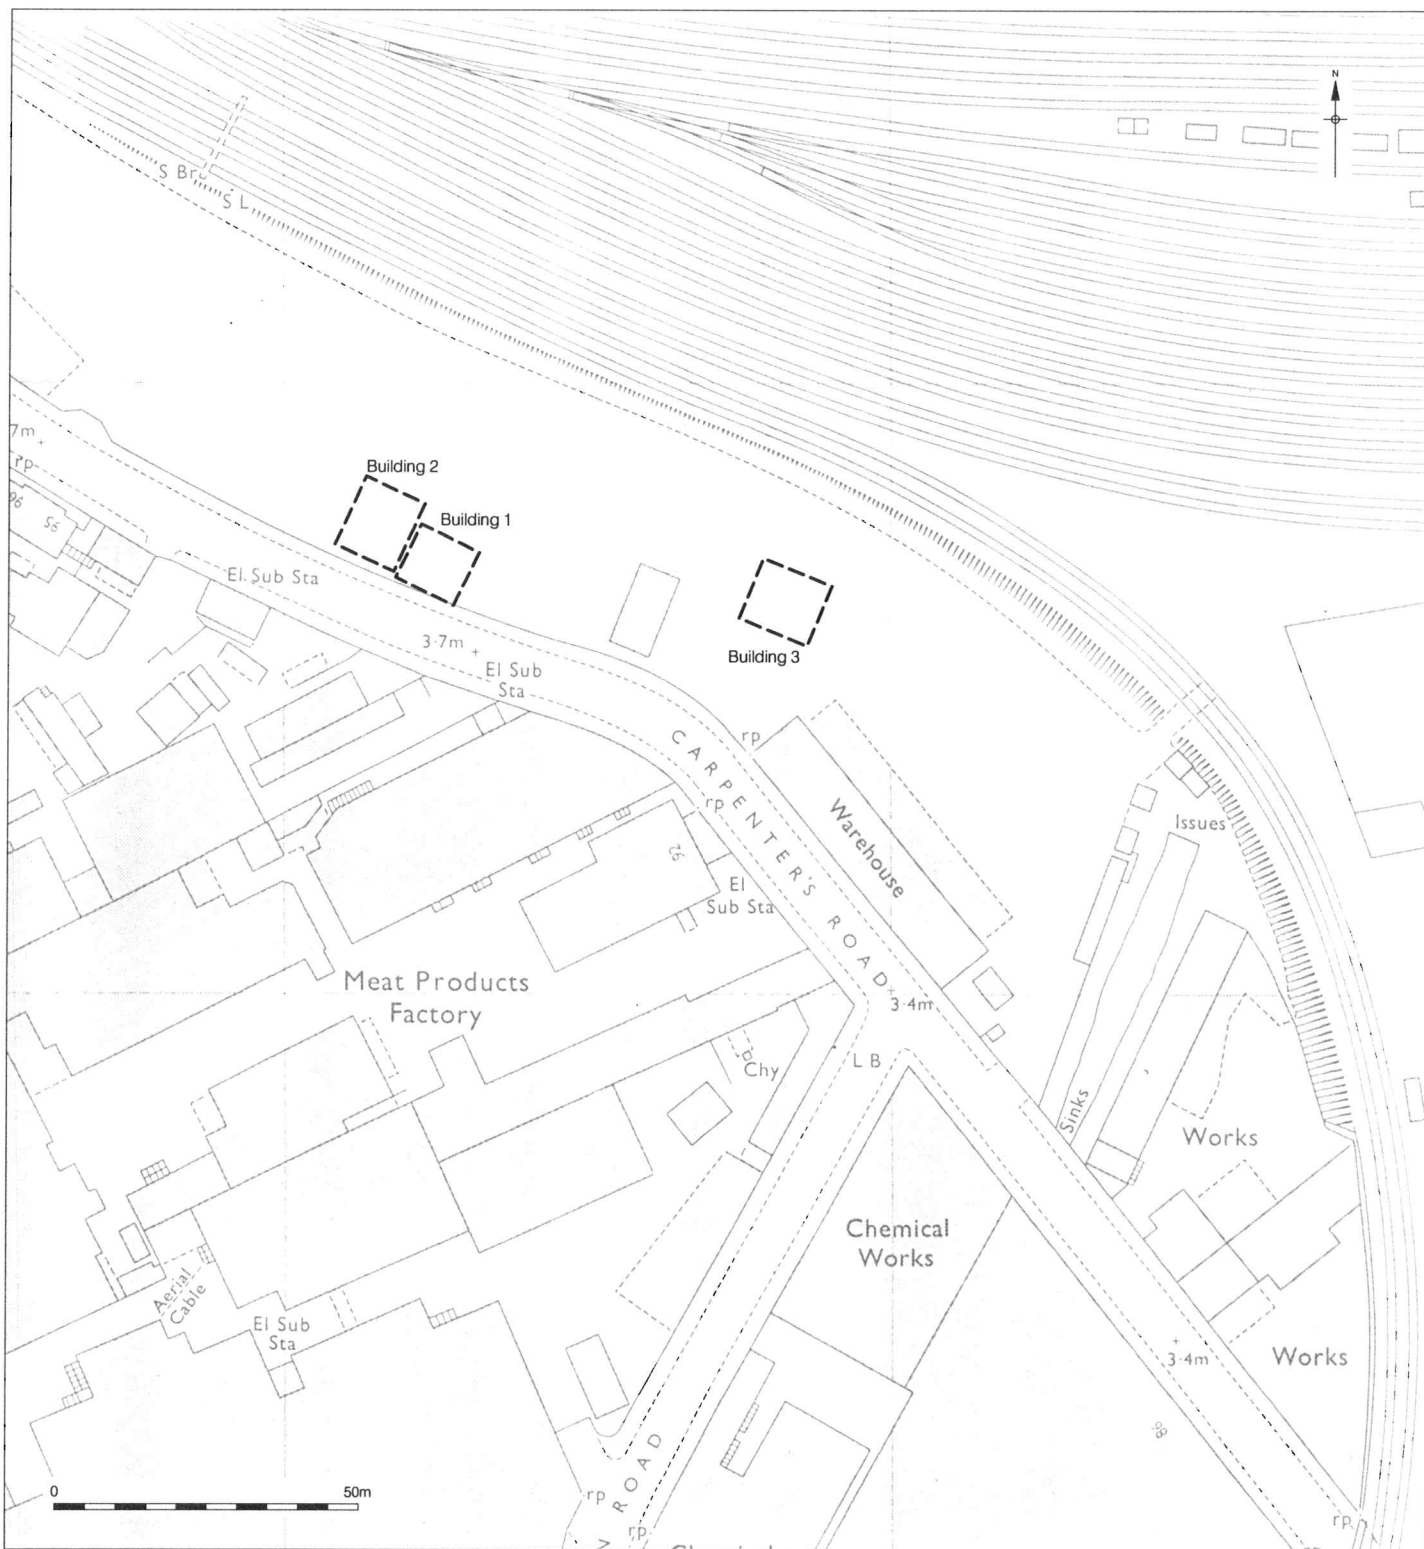 N
S Br
S L
7m
rp
Building 2
Building 1
96
56
El Sub Sta
3·7m
El Sub
Sta
Building 3
rp
CARPENTER'S ROAD
rp
Warehouse
Issues
92
El
Sub Sta
Meat Products
Factory
3·4m
L B
Chy
Sinks
Works
Chemical
Works
Aerial
Cable
El Sub
Sta
3·4m
Works
98
0 50m
ROAD
rp
rp
rp